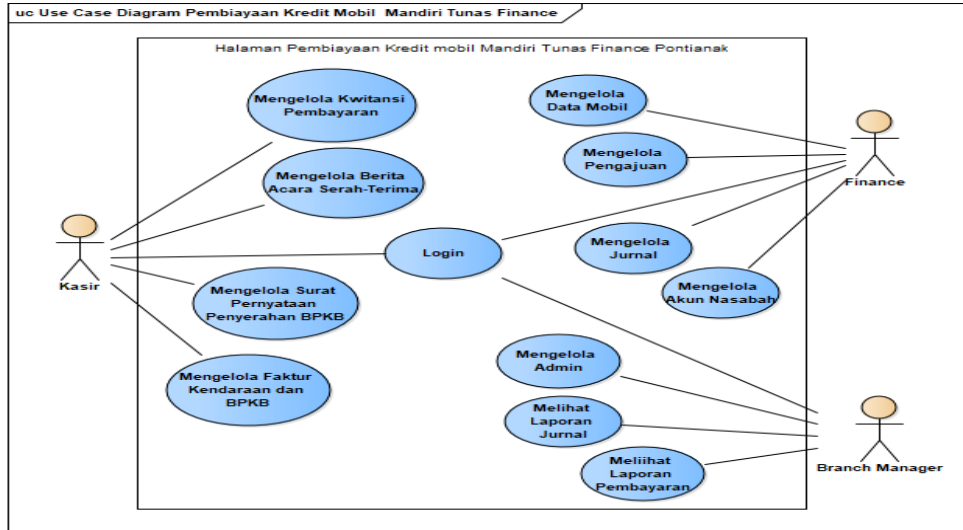 uc Use Case Diagram Pembiayaan Kredit Mobil Mandiri Tunas Finance
Halaman Pembiayaan Kredit mobil Mandiri Tunas Finance Pontianak
Mengelola Kwitansi
Pembayaran
Mengelola
Data Mobil
Mengelola
Pengajuan
Mengelola Berita
Acara Serah-Terima
Finance
Login
Mengelola
Jurnal
Kasir
Mengelola
Akun Nasabah
Mengelola Surat
Pernyataan
Penyerahan BPKB
Mengelola
Admin
Mengelola Faktur
Kendaraan dan
BPKB
Melihat
Laporan
Jurnal
Meliihat
Laporan
Pembayaran
Branch Manager